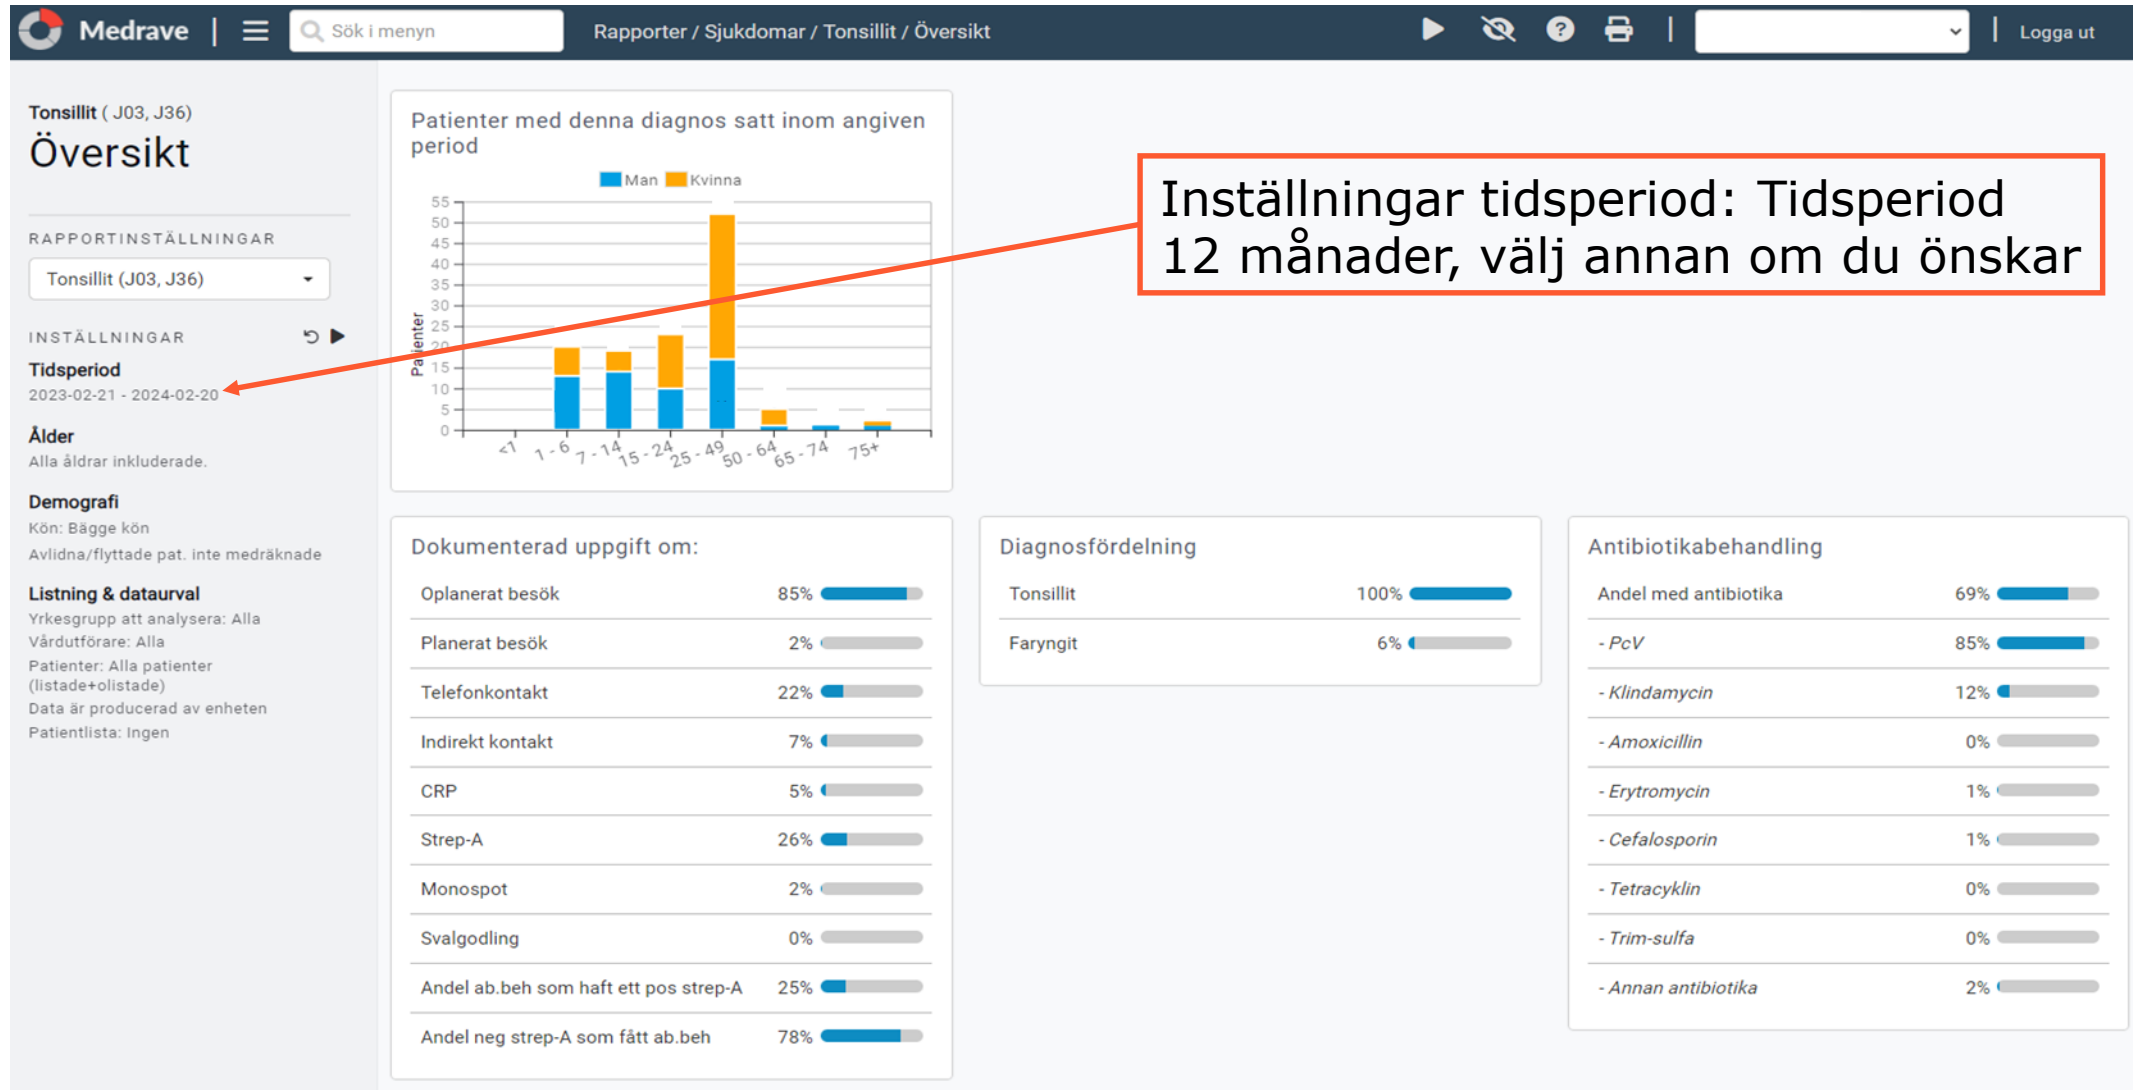 Medrave
Sök i menyn
Rapporter / Sjukdomar / Tonsillit / Översikt
Logga ut
Tonsillit ( J03, J36)
Översikt
RAPPORTINSTÄLLNINGAR
Tonsillit (J03, J36)
INSTÄLLNINGAR
Tidsperiod
2023-02-21 - 2024-02-20
Ålder
Alla åldrar inkluderade.
Demografi
Kön: Bägge kön
Avlidna/flyttade pat. inte medräknade
Listning & dataurval
Yrkesgrupp att analysera: Alla
Vårdutförare: Alla
Patienter: Alla patienter
(listade+olistade)
Data är producerad av enheten
Patientlista: Ingen
Patienter med denna diagnos satt inom angiven
period
Man Kvinna
55
50
45
40
35
30
25
20
15
10
5
0
Patienter
<1
1 - 6
7 - 14
15 - 24
25 - 49
50 - 64
65 - 74
75+
Inställningar tidsperiod: Tidsperiod
12 månader, välj annan om du önskar
Dokumenterad uppgift om:
Oplanerat besök 85%
Planerat besök 2%
Telefonkontakt 22%
Indirekt kontakt 7%
CRP 5%
Strep-A 26%
Monospot 2%
Svalgodling 0%
Andel ab.beh som haft ett pos strep-A 25%
Andel neg strep-A som fått ab.beh 78%
Diagnosfördelning
Tonsillit 100%
Faryngit 6%
Antibiotikabehandling
Andel med antibiotika 69%
- PcV 85%
- Klindamycin 12%
- Amoxicillin 0%
- Erytromycin 1%
- Cefalosporin 1%
- Tetracyklin 0%
- Trim-sulfa 0%
- Annan antibiotika 2%